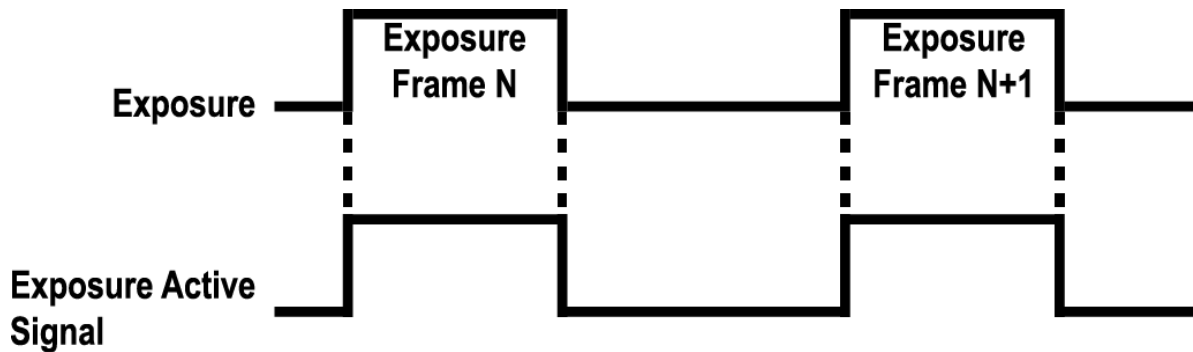 Exposure
Frame N
Exposure
Frame N+1
Exposure
Exposure Active
Signal